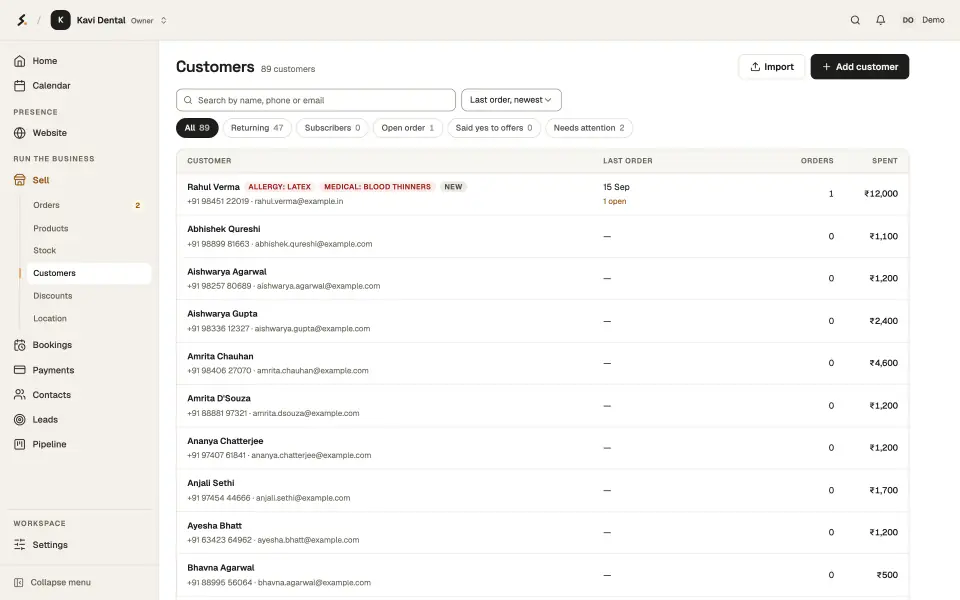 / K Kavi Dental Owner
DO Demo
Home
Calendar
PRESENCE
Website
RUN THE BUSINESS
Sell
Orders 2
Products
Stock
Customers
Discounts
Location
Bookings
Payments
Contacts
Leads
Pipeline
WORKSPACE
Settings
Collapse menu
Customers 89 customers
Import
+ Add customer
Search by name, phone or email
Last order, newest
All 89
Returning 47
Subscribers 0
Open order 1
Said yes to offers 0
Needs attention 2
CUSTOMER LAST ORDER ORDERS SPENT
Rahul Verma ALLERGY: LATEX MEDICAL: BLOOD THINNERS NEW 15 Sep 1 ₹12,000
+91 98451 22019 · rahul.verma@example.in 1 open
Abhishek Qureshi — 0 ₹1,100
+91 98899 81663 · abhishek.qureshi@example.com
Aishwarya Agarwal — 0 ₹1,200
+91 98257 80689 · aishwarya.agarwal@example.com
Aishwarya Gupta — 0 ₹2,400
+91 98336 12327 · aishwarya.gupta@example.com
Amrita Chauhan — 0 ₹4,600
+91 98406 27070 · amrita.chauhan@example.com
Amrita D'Souza — 0 ₹1,200
+91 88881 97321 · amrita.dsouza@example.com
Ananya Chatterjee — 0 ₹1,200
+91 97407 61841 · ananya.chatterjee@example.com
Anjali Sethi — 0 ₹1,700
+91 97454 44666 · anjali.sethi@example.com
Ayesha Bhatt — 0 ₹1,200
+91 63423 64962 · ayesha.bhatt@example.com
Bhavna Agarwal — 0 ₹500
+91 88995 56064 · bhavna.agarwal@example.com